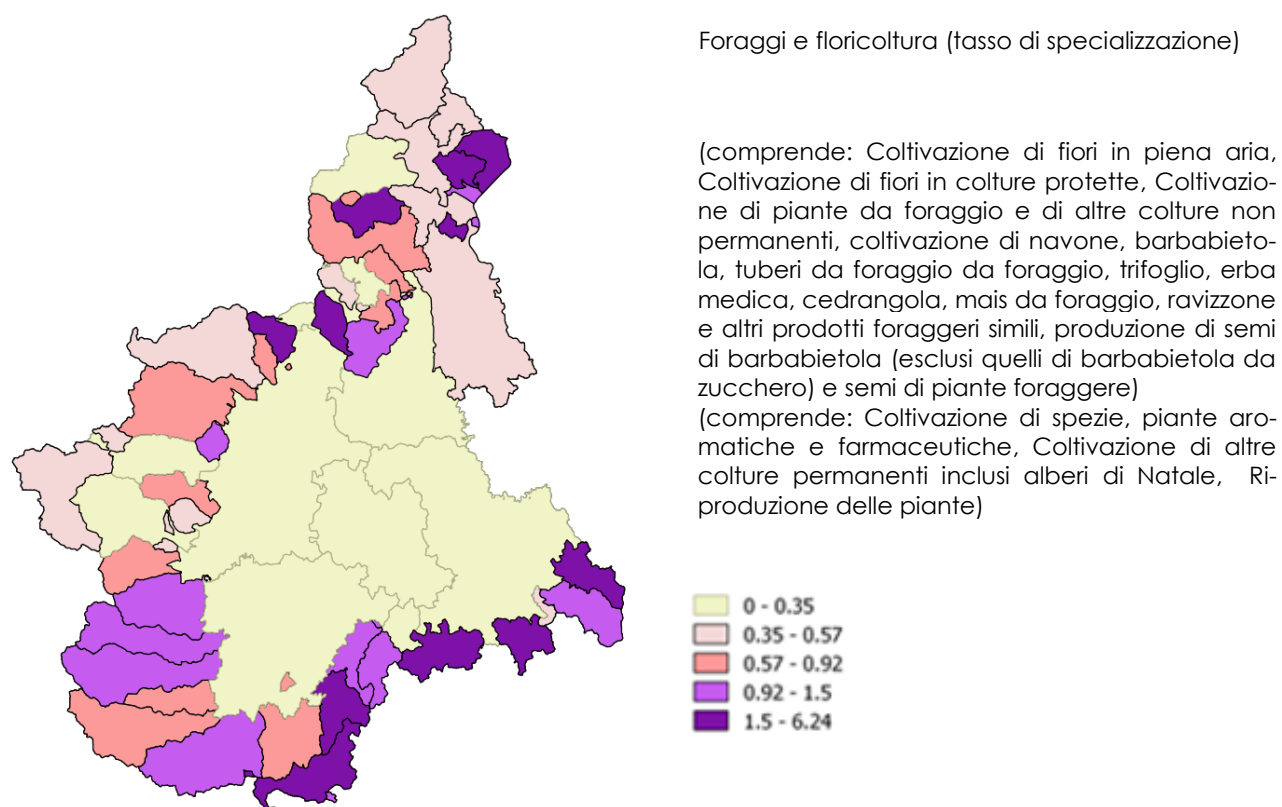 Foraggi e floricoltura (tasso di specializzazione)
(comprende: Coltivazione di fiori in piena aria,
Coltivazione di fiori in colture protette, Coltivazio-
ne di piante da foraggio e di altre colture non
permanenti, coltivazione di navone, barbabieto-
la, tuberi da foraggio da foraggio, trifoglio, erba
medica, cedrangola, mais da foraggio, ravizzone
e altri prodotti foraggeri simili, produzione di semi
di barbabietola (esclusi quelli di barbabietola da
zucchero) e semi di piante foraggere)
(comprende: Coltivazione di spezie, piante aro-
matiche e farmaceutiche, Coltivazione di altre
colture permanenti inclusi alberi di Natale, Ri-
produzione delle piante)
0 - 0.35
0.35 - 0.57
0.57 - 0.92
0.92 - 1.5
1.5 - 6.24